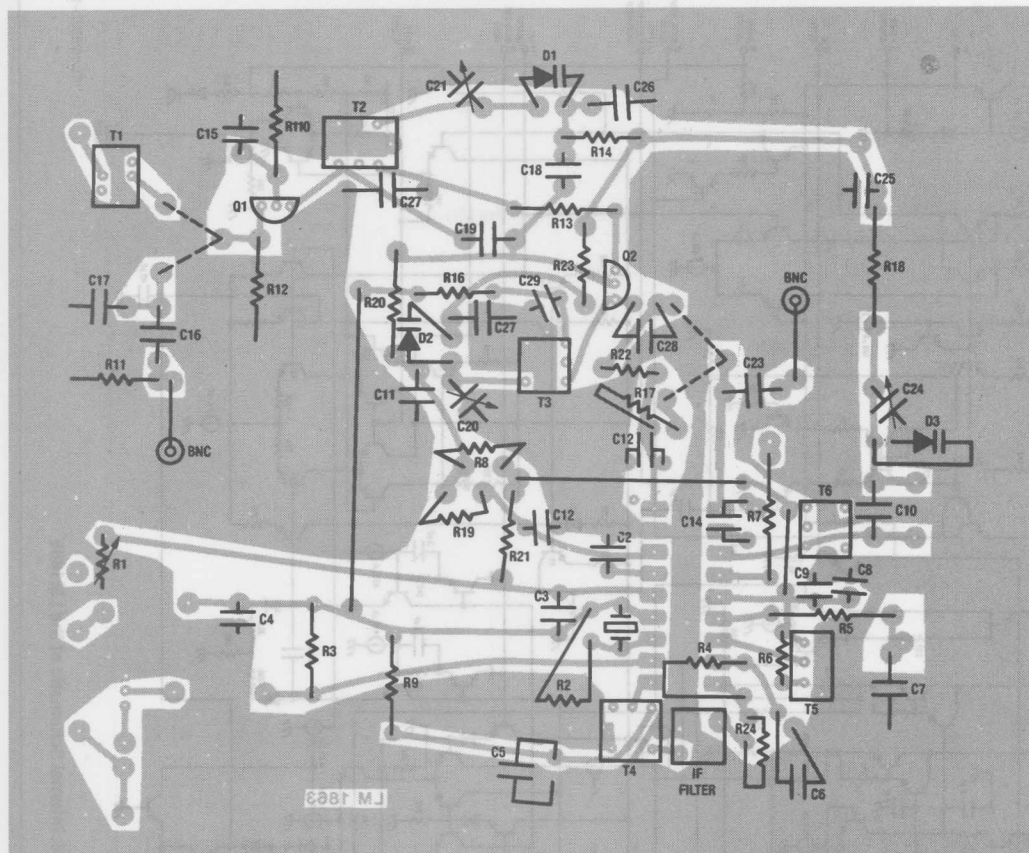 D1
C21
C26
T2
T1
C15
R110
R14
C18
C25
C27
Q1
R13
C19
Q2
R23
R18
BNC
C17
R12
R16
C29
R20
C27
C28
C16
D2
R22
C23
R11
T3
C24
C11
R17
C20
D3
BNC
C12
R8
T6
C10
C14
R7
R19
C12
R21
C2
R1
C9
C8
C3
C4
R5
R3
R4
R6
R9
R2
C7
T5
R24
C5
T4
IF
FILTER
C6
LM 1863